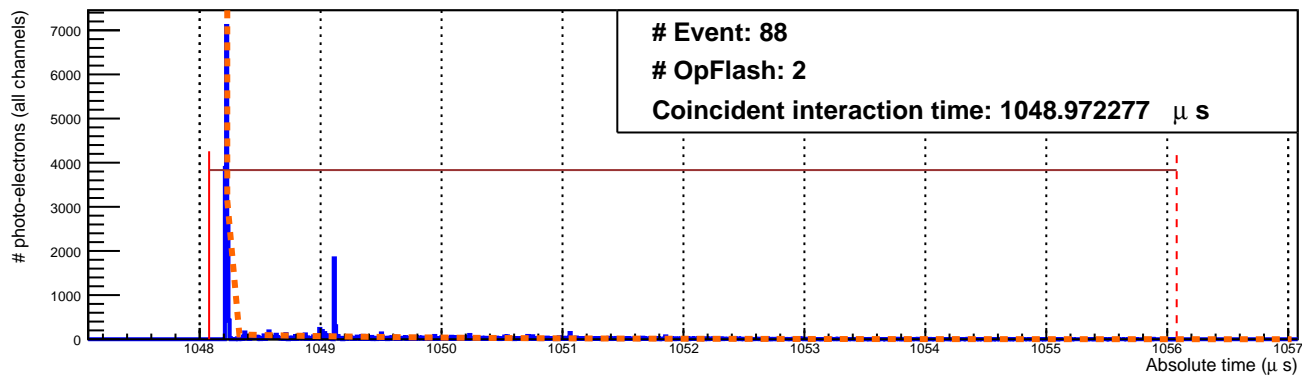 # Event: 88
# OpFlash: 2
Coincident interaction time: 1048.972277 μ s
# photo-electrons (all channels)
7000
6000
5000
4000
3000
2000
1000
0
1048 1049 1050 1051 1052 1053 1054 1055 1056 1057
Absolute time (μ s)